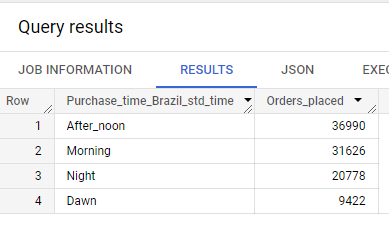 Query results
JOB INFORMATION RESULTS JSON
Row Purchase_time_Brazil_std_time Orders_placed
1 After_noon 36990
2 Morning 31626
3 Night 20778
4 Dawn 9422